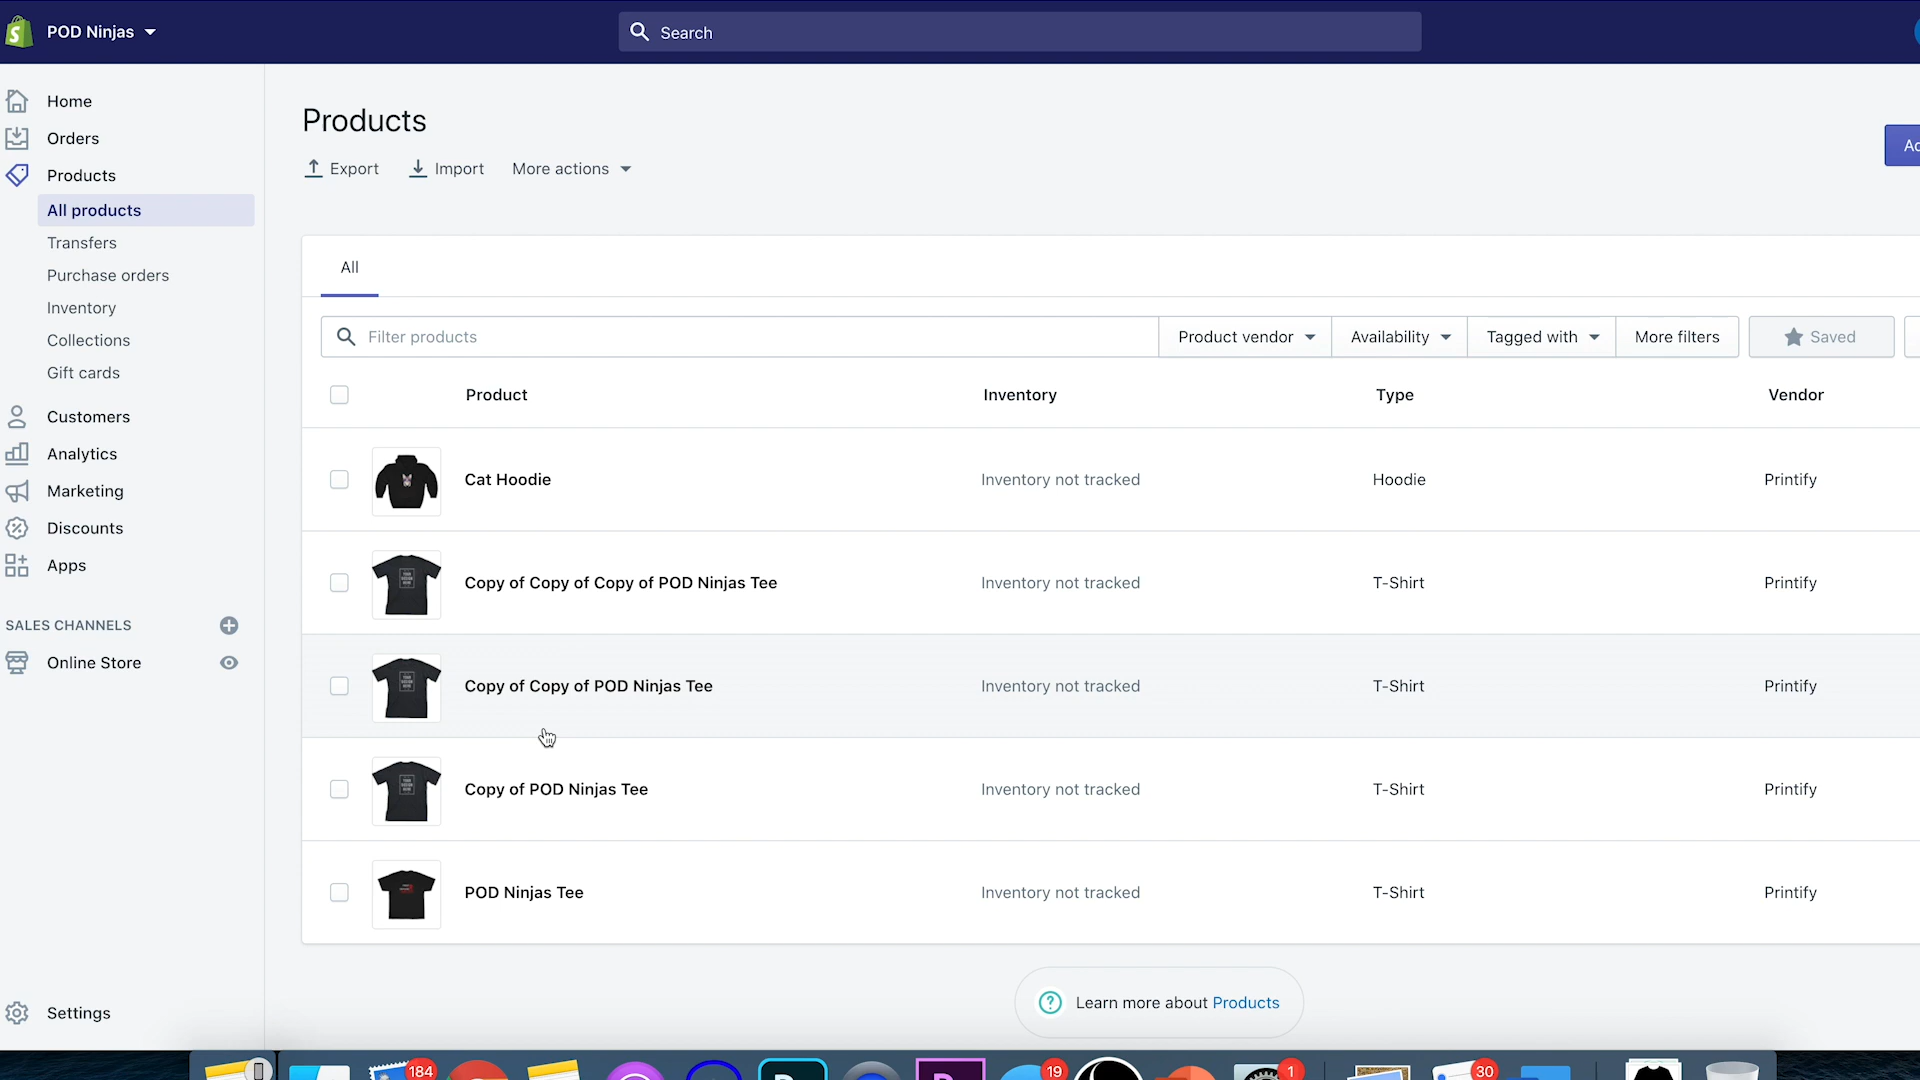 POD Ninjas
Search
Home
Orders
Products
All products
Transfers
Purchase orders
Inventory
Collections
Gift cards
Customers
Analytics
Marketing
Discounts
Apps
SALES CHANNELS
Online Store
Settings
Products
Export
Import
More actions
All
Filter products
Product vendor
Availability
Tagged with
More filters
Saved
Product Inventory Type Vendor
Cat Hoodie Inventory not tracked Hoodie Printify
Copy of Copy of Copy of POD Ninjas Tee Inventory not tracked T-Shirt Printify
Copy of Copy of POD Ninjas Tee Inventory not tracked T-Shirt Printify
Copy of POD Ninjas Tee Inventory not tracked T-Shirt Printify
POD Ninjas Tee Inventory not tracked T-Shirt Printify
Learn more about Products
184
19
1
30